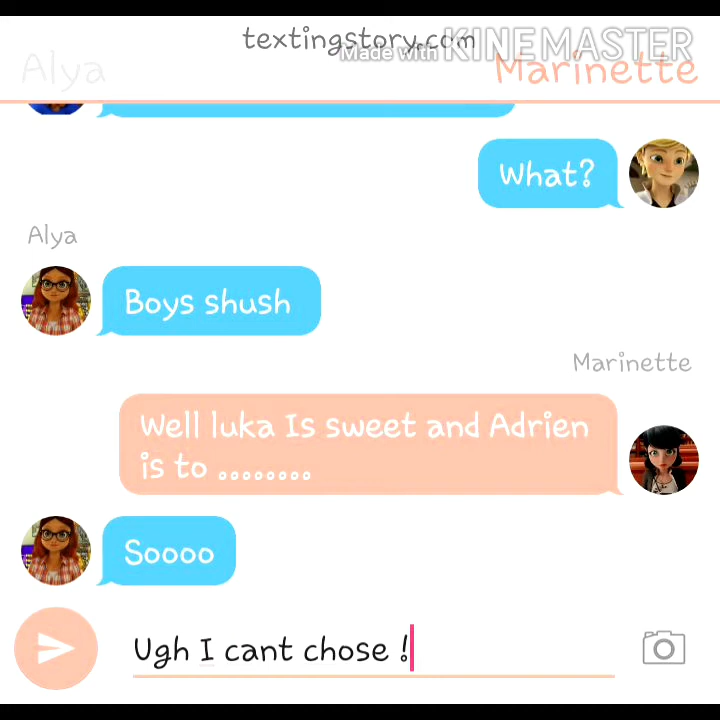 textingstory.com
Made with KINEMASTER
Alya
Marinette
What?
Alya
Boys shush
Marinette
Well luka Is sweet and Adrien
is to ........
Soooo
Ugh I cant chose !